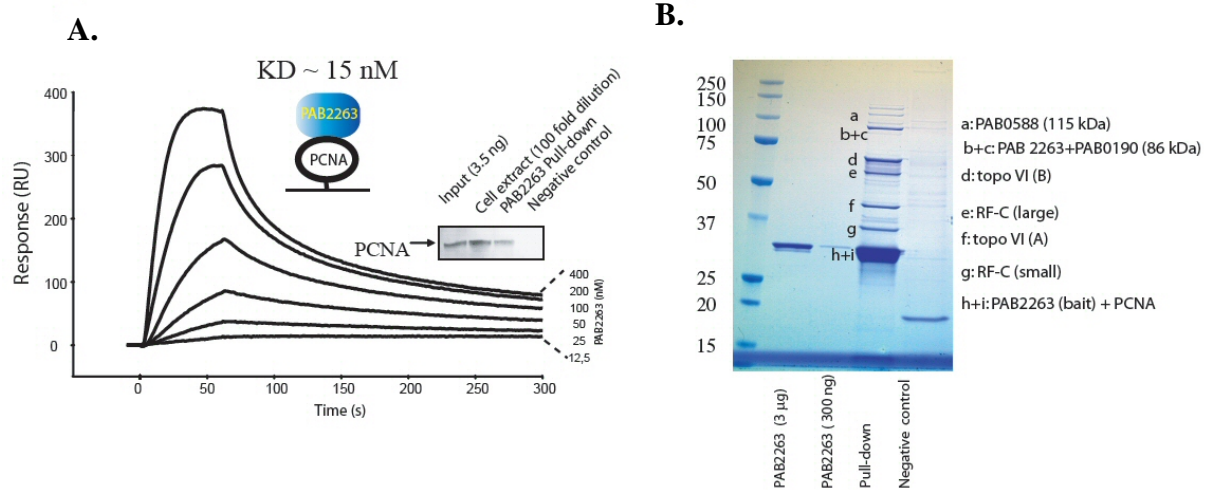 A.
KD ~ 15 nM
PAB2263
PCNA
Input (3.5 ng)
Cell extract (100 fold dilution)
PAB2263 Pull-down
Negative control
PCNA
Response (RU)
400
300
200
100
0
0
50
100
150
200
250
300
Time (s)
400
200
100
50
25
12,5
PAB2263 (nM)
B.
250
150
100
75
50
37
25
20
15
a
b+c
d
e
f
g
h+i
a: PAB0588 (115 kDa)
b+c: PAB 2263+PAB0190 (86 kDa)
d: topo VI (B)
e: RF-C (large)
f: topo VI (A)
g: RF-C (small)
h+i: PAB2263 (bait) + PCNA
PAB2263 (3 µg)
PAB2263 ( 300 ng)
Pull-down
Negative control